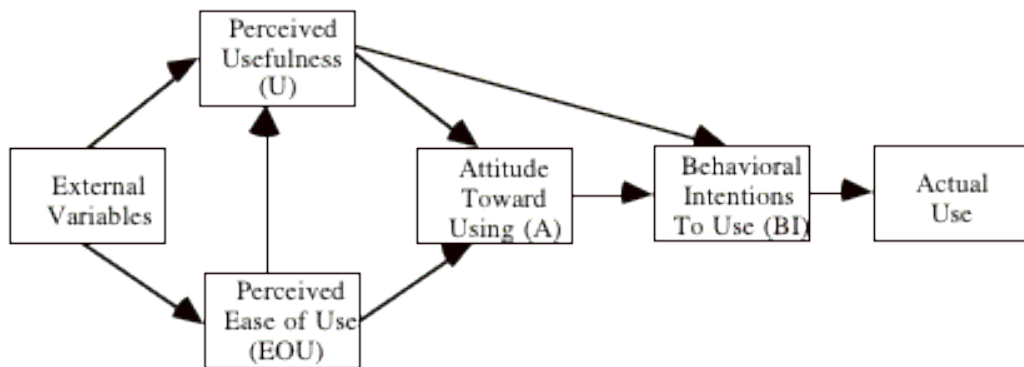 Perceived
Usefulness
(U)
External
Variables
Perceived
Ease of Use
(EOU)
Attitude
Toward
Using (A)
Behavioral
Intentions
To Use (BI)
Actual
Use